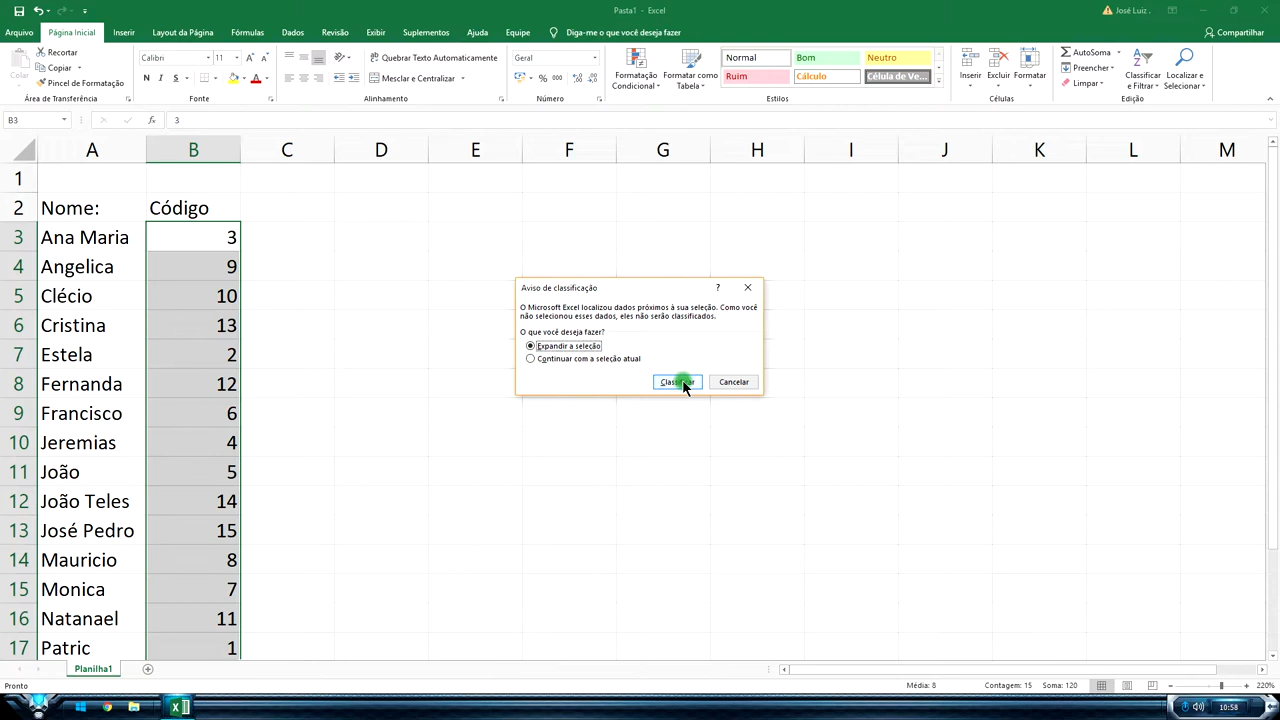 Pasta1 - Excel
José Luiz .
Arquivo Página Inicial Inserir Layout da Página Fórmulas Dados Revisão Exibir Suplementos Ajuda Equipe Diga-me o que você deseja fazer Compartilhar
Colar
Recortar
Copiar
Pincel de Formatação
Área de Transferência
Calibri 11
N I S
Fonte
Quebrar Texto Automaticamente
Mesclar e Centralizar
Alinhamento
Geral
% 000
Número
Formatação Condicional
Formatar como Tabela
Normal Bom Neutro
Ruim Cálculo Célula de Ve...
Estilos
Inserir Excluir Formatar
Células
AutoSoma
Preencher
Limpar
Classificar e Filtrar
Localizar e Selecionar
Edição
B3 fx 3
A B C D E F G H I J K L M
1
2 Nome: Código
3 Ana Maria 3
4 Angelica 9
5 Clécio 10
6 Cristina 13
7 Estela 2
8 Fernanda 12
9 Francisco 6
10 Jeremias 4
11 João 5
12 João Teles 14
13 José Pedro 15
14 Mauricio 8
15 Monica 7
16 Natanael 11
17 Patric 1
Aviso de classificação ?
O Microsoft Excel localizou dados próximos à sua seleção. Como você
não selecionou esses dados, eles não serão classificados.
O que você deseja fazer?
Expandir a seleção
Continuar com a seleção atual
Classificar Cancelar
Planilha1
Pronto Média: 8 Contagem: 15 Soma: 120 220%
10:58